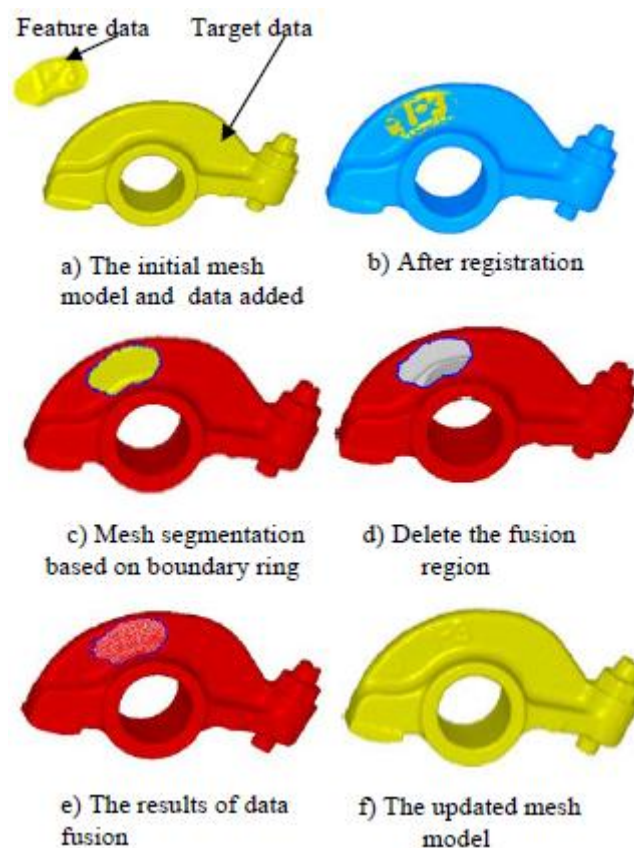 Feature data
Target data
a) The initial mesh
model and data added
b) After registration
c) Mesh segmentation
based on boundary ring
d) Delete the fusion
region
e) The results of data
fusion
f) The updated mesh
model